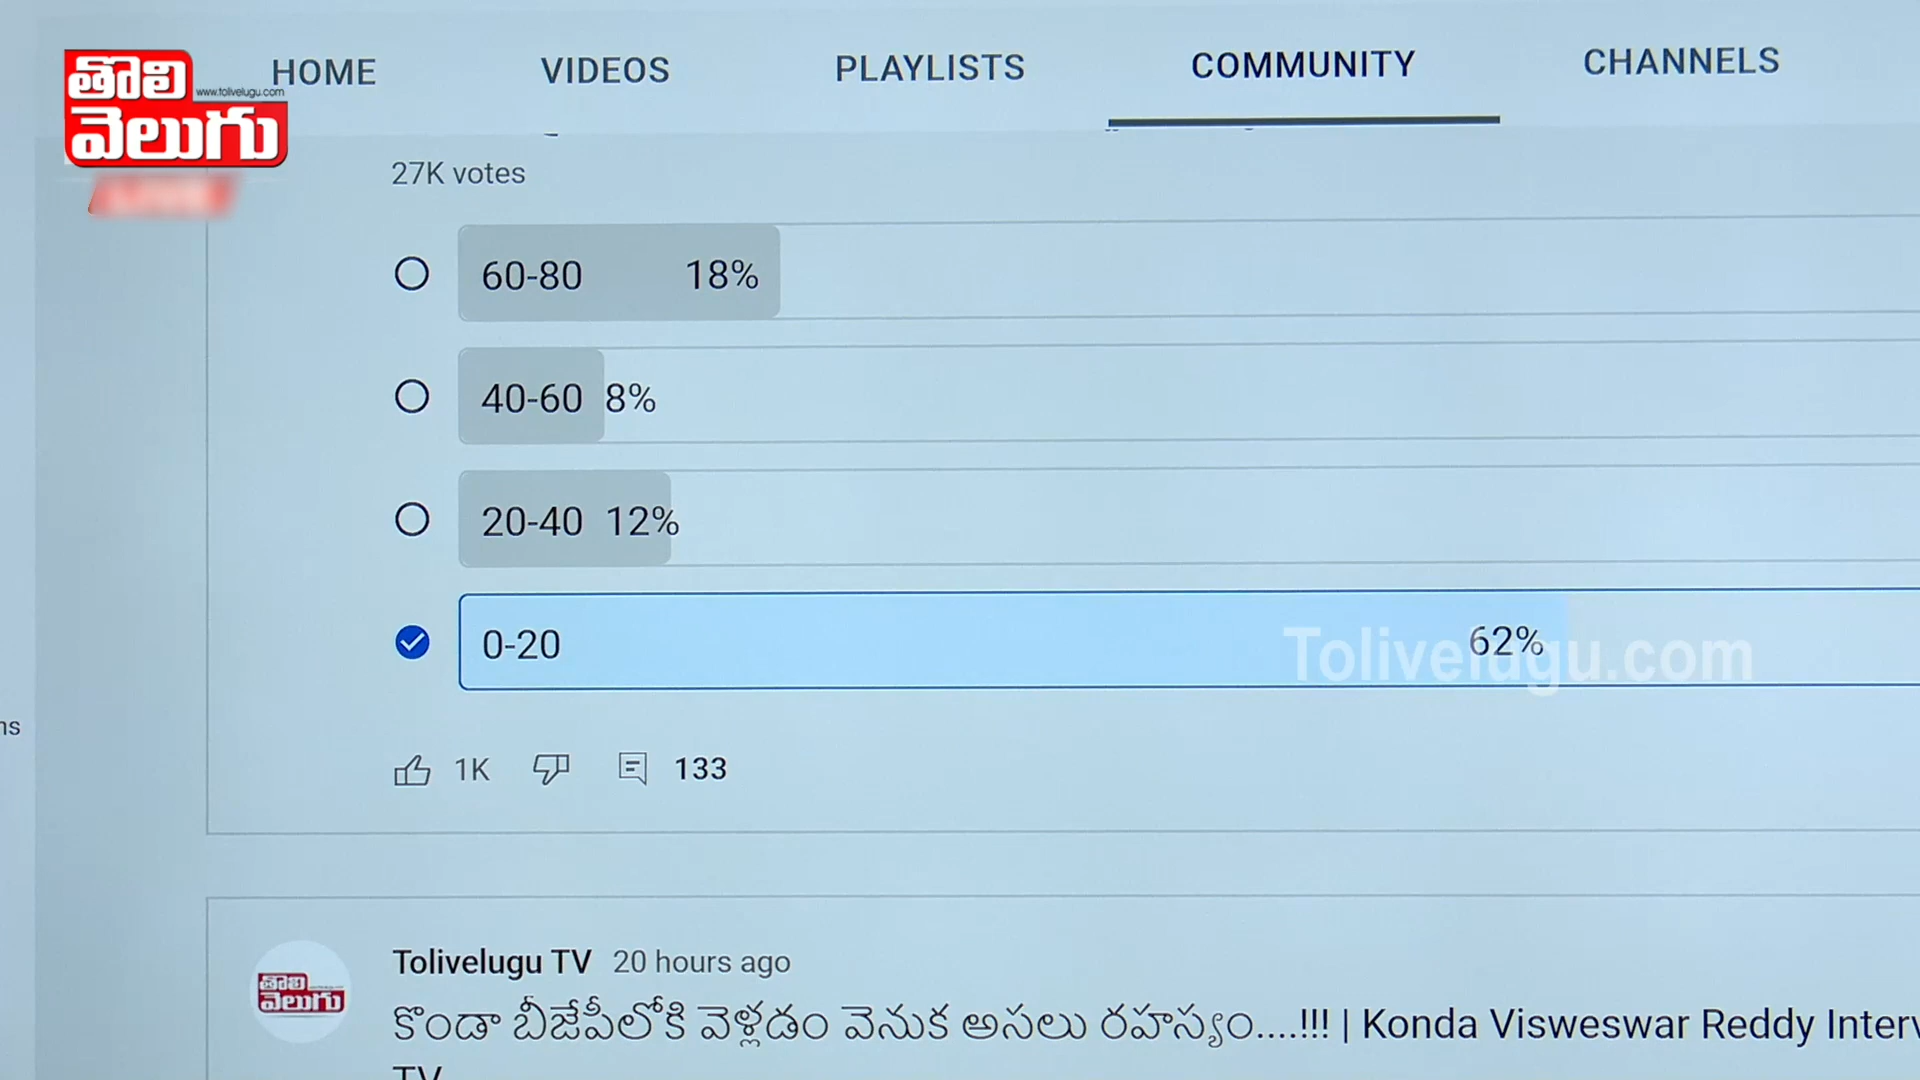 తొలి
వెలుగు
www.tolivelugu.com
HOME VIDEOS PLAYLISTS COMMUNITY CHANNELS
27K votes
60-80 18%
40-60 8%
20-40 12%
0-20 62%
Tolivelugu.com
1K 133
తొలి
వెలుగు
Tolivelugu TV 20 hours ago
కొండా బీజేపీలోకి వెళ్లడం వెనుక అసలు రహస్యం....!!! | Konda Visweswar Reddy Interv
TV